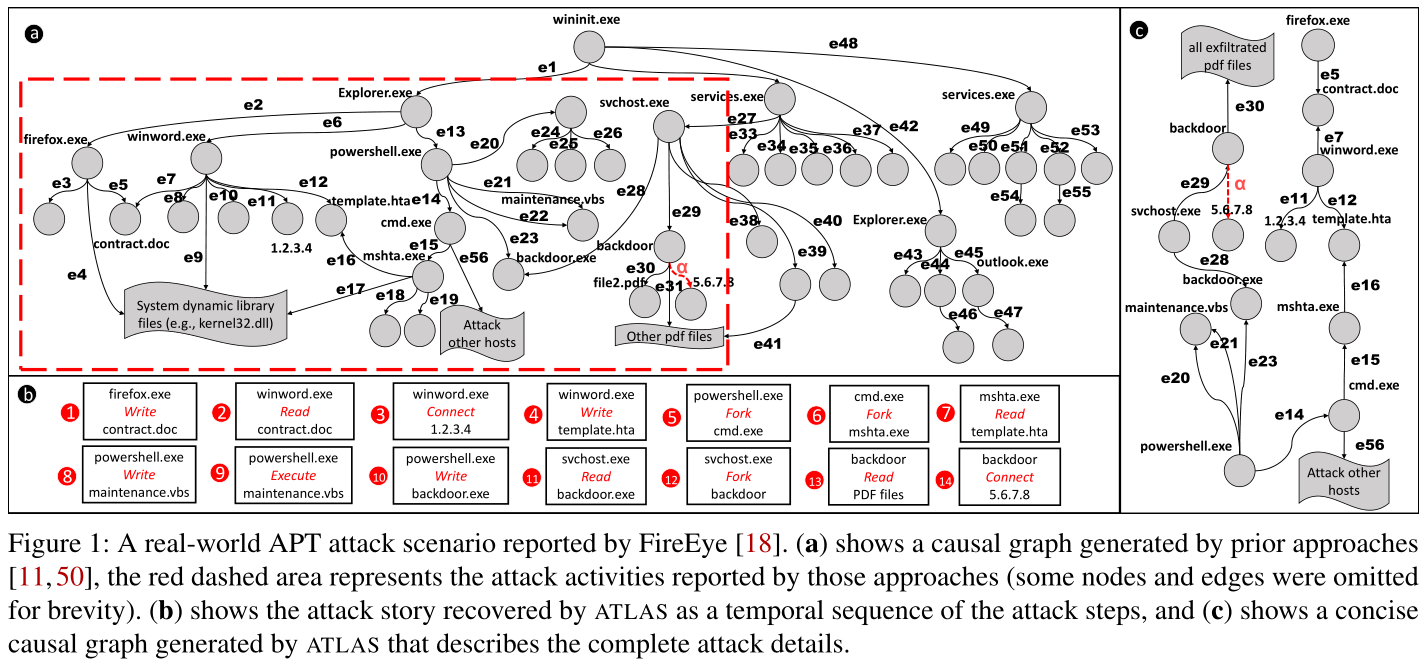 a
wininit.exe
e48
e1
Explorer.exe
svchost.exe
services.exe
services.exe
e2
e6
e13
e20
e27
e42
firefox.exe
winword.exe
powershell.exe
e24
e25
e26
e33
e34
e35
e36
e37
e49
e50
e51
e52
e53
e3
e5
e7
e8
e10
e11
e12
template.hta
e14
e21
maintenance.vbs
e22
e28
e29
e38
e40
Explorer.exe
e54
e55
contract.doc
1.2.3.4
cmd.exe
e23
backdoor
e39
e4
e9
e16
mshta.exe
e15
e56
backdoor.exe
e43
e44
e45
outlook.exe
e17
e18
e19
e30
α
file2.pdf
e31
5.6.7.8
e46
e47
System dynamic library
files (e.g., kernel32.dll)
Attack
other hosts
Other pdf files
e41
b
1
firefox.exe
Write
contract.doc
2
winword.exe
Read
contract.doc
3
winword.exe
Connect
1.2.3.4
4
winword.exe
Write
template.hta
5
powershell.exe
Fork
cmd.exe
6
cmd.exe
Fork
mshta.exe
7
mshta.exe
Read
template.hta
8
powershell.exe
Write
maintenance.vbs
9
powershell.exe
Execute
maintenance.vbs
10
powershell.exe
Write
backdoor.exe
11
svchost.exe
Read
backdoor.exe
12
svchost.exe
Fork
backdoor
13
backdoor
Read
PDF files
14
backdoor
Connect
5.6.7.8
c
all exfiltrated
pdf files
firefox.exe
e5
contract.doc
e30
backdoor
e7
winword.exe
e29
α
svchost.exe
5.6.7.8
e11
e12
1.2.3.4
template.hta
e28
backdoor.exe
e16
maintenance.vbs
mshta.exe
e21
e20
e23
e15
cmd.exe
e14
powershell.exe
e56
Attack other
hosts
Figure 1: A real-world APT attack scenario reported by FireEye [18]. (a) shows a causal graph generated by prior approaches
[11,50], the red dashed area represents the attack activities reported by those approaches (some nodes and edges were omitted
for brevity). (b) shows the attack story recovered by ATLAS as a temporal sequence of the attack steps, and (c) shows a concise
causal graph generated by ATLAS that describes the complete attack details.